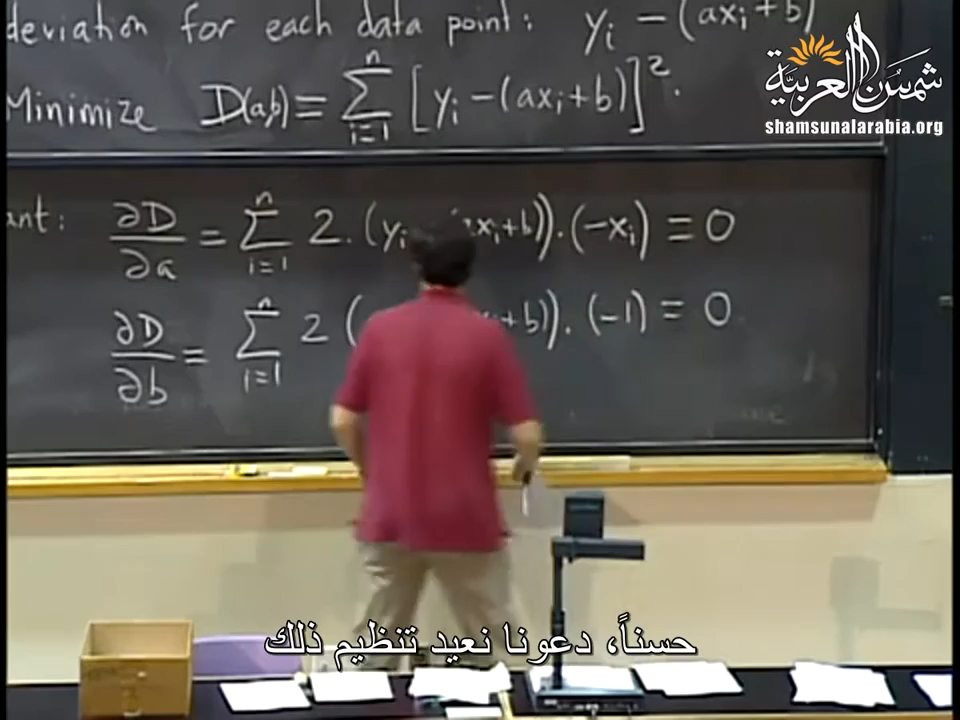 deviation for each data point: yᵢ − (axᵢ + b)
شمس العربية
shamsunalarabia.org
Minimize D(a,b) = ∑ᵢ₌₁ⁿ [yᵢ − (axᵢ + b)]².
∂D/∂a = ∑ᵢ₌₁ⁿ 2 · (yᵢ xᵢ + b)) · (−xᵢ) = 0
∂D/∂b = ∑ᵢ₌₁ⁿ 2 ( + b)) · (−1) = 0
حسناً، دعونا نعيد تنظيم ذلك